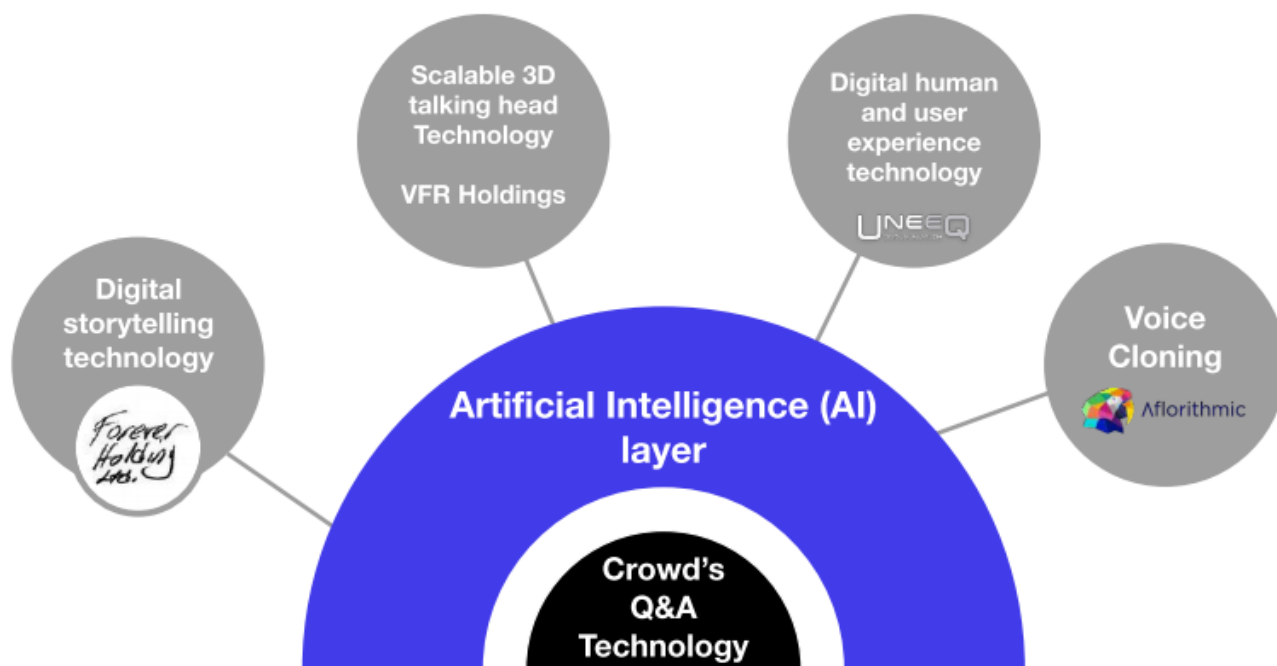 Scalable 3D
talking head
Technology
VFR Holdings
Digital human
and user
experience
technology
UNEEQ
Digital
storytelling
technology
Forever
Holding
Ltd.
Voice
Cloning
Aflorithmic
Artificial Intelligence (AI)
layer
Crowd's
Q&A
Technology